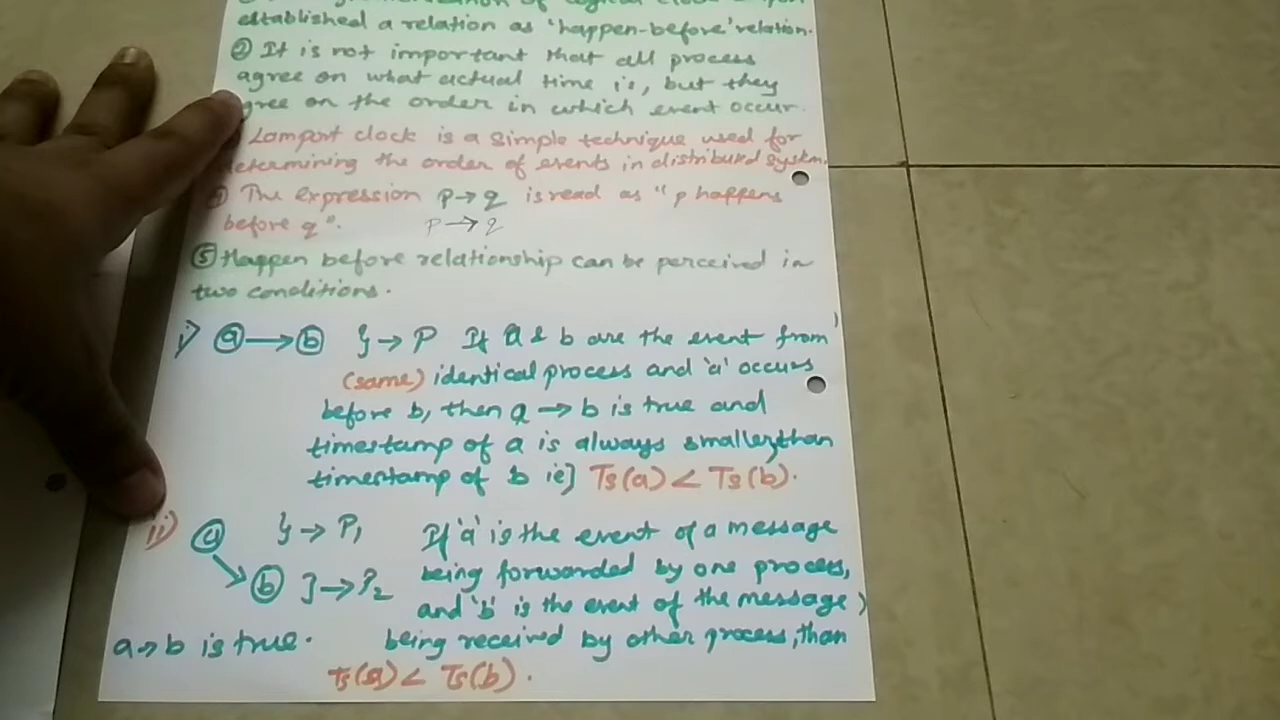 established a relation as 'happen-before' relation.
② It is not important that all process
agree on what actual time is, but they
gree on the order in which event occur.
Lamport clock is a simple technique used for
etermining the order of events in distribured system.
④ The expression p→q is read as "p happens
before q".
p→q
⑤ Happen before relationship can be perceived in
two conditions.
i) ⓐ→ⓑ }→P If a & b are the event from
(same) identical process and 'a' occurs
before b, then a→b is true and
timestamp of a is always smaller than
timestamp of b ie] Ts(a) < Ts(b).
ii) ⓐ }→P1 If 'a' is the event of a message
ⓑ }→P2 being forwarded by one process,
and 'b' is the event of the message
a→b is true. being received by other process, than
Ts(a) < Ts(b).